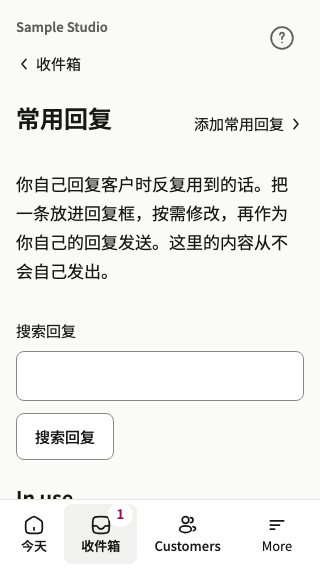 Sample Studio
收件箱
常用回复
添加常用回复
你自己回复客户时反复用到的话。把
一条放进回复框，按需修改，再作为
你自己的回复发送。这里的内容从不
会自己发出。
搜索回复
搜索回复
In use
1
今天
收件箱
Customers
More